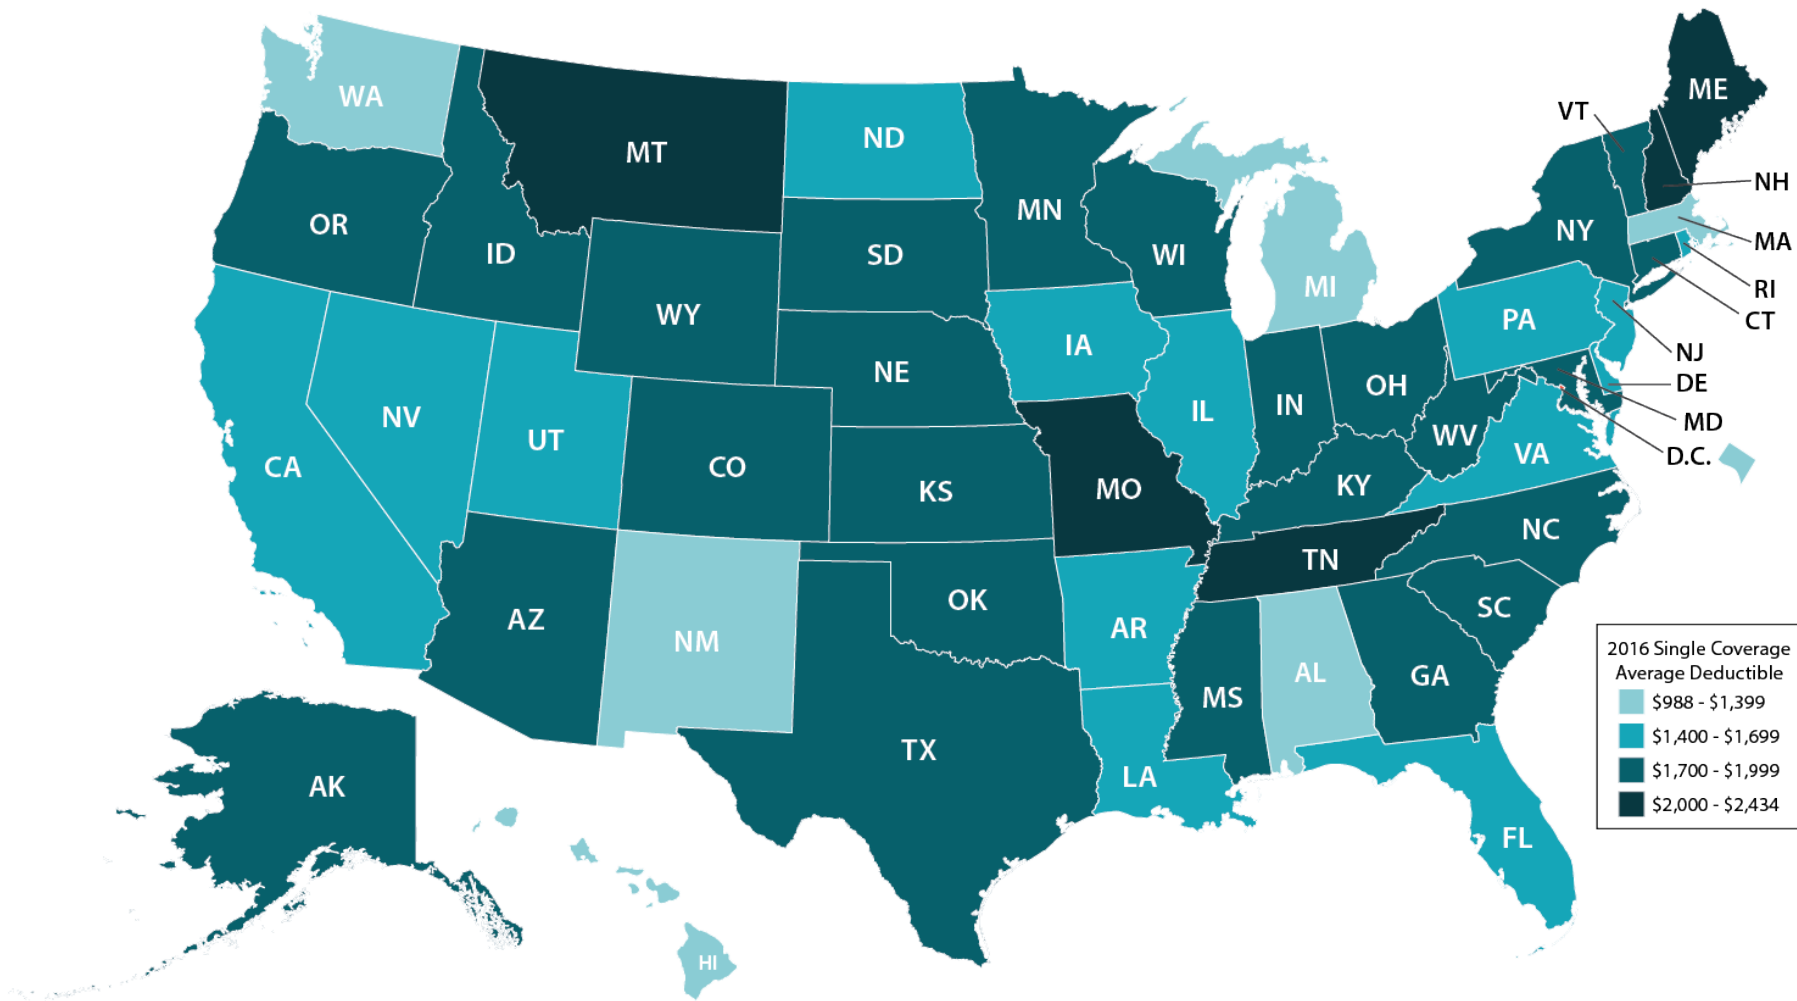 WA
MT
ND
MN
ME
VT
NH
OR
ID
SD
WI
NY
MA
WY
MI
RI
CT
PA
IA
NJ
NE
OH
DE
NV
UT
IL
IN
MD
WV
D.C.
CA
CO
KS
MO
KY
VA
NC
TN
AZ
OK
NM
AR
SC
AL
GA
MS
TX
LA
AK
FL
HI
2016 Single Coverage
Average Deductible
$988 - $1,399
$1,400 - $1,699
$1,700 - $1,999
$2,000 - $2,434